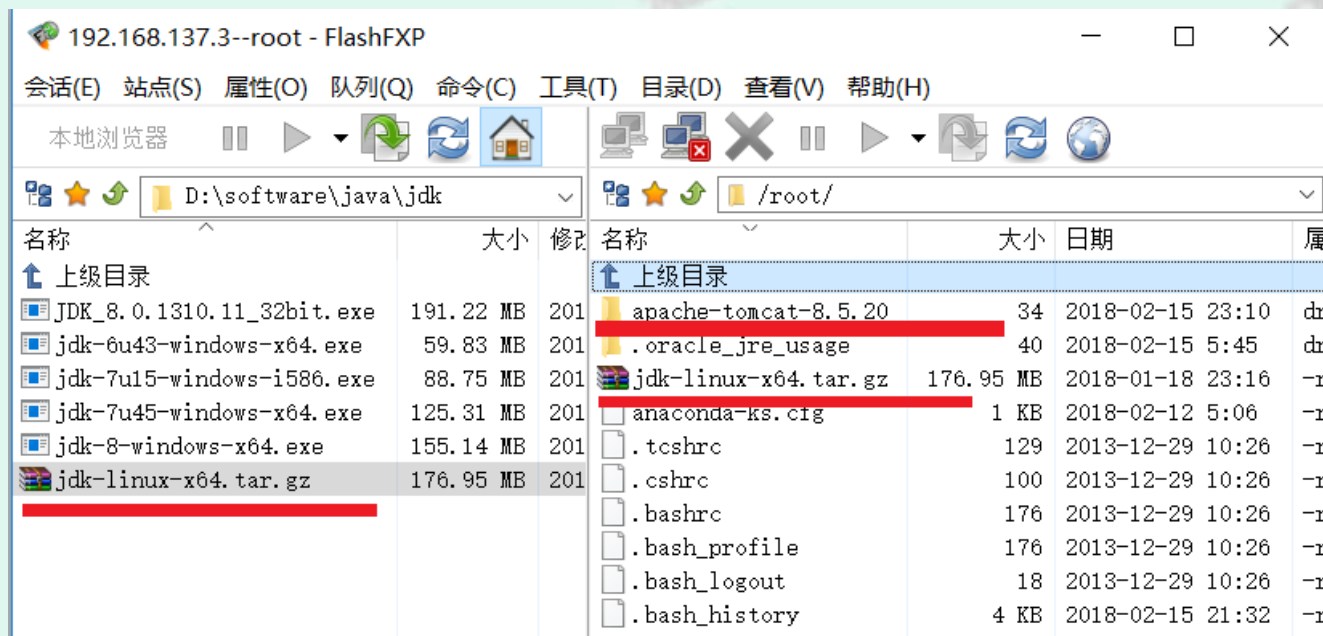 192.168.137.3--root - FlashFXP
会话(E) 站点(S) 属性(O) 队列(Q) 命令(C) 工具(T) 目录(D) 查看(V) 帮助(H)
本地浏览器
D:\software\java\jdk
名称 大小 修改
上级目录
JDK_8.0.1310.11_32bit.exe 191.22 MB 201
jdk-6u43-windows-x64.exe 59.83 MB 201
jdk-7u15-windows-i586.exe 88.75 MB 201
jdk-7u45-windows-x64.exe 125.31 MB 201
jdk-8-windows-x64.exe 155.14 MB 201
jdk-linux-x64.tar.gz 176.95 MB 201
/root/
名称 大小 日期 属
上级目录
apache-tomcat-8.5.20 34 2018-02-15 23:10 dr
.oracle_jre_usage 40 2018-02-15 5:45 dr
jdk-linux-x64.tar.gz 176.95 MB 2018-01-18 23:16 -r
anaconda-ks.cfg 1 KB 2018-02-12 5:06 -r
.tcshrc 129 2013-12-29 10:26 -r
.cshrc 100 2013-12-29 10:26 -r
.bashrc 176 2013-12-29 10:26 -r
.bash_profile 176 2013-12-29 10:26 -r
.bash_logout 18 2013-12-29 10:26 -r
.bash_history 4 KB 2018-02-15 21:32 -r